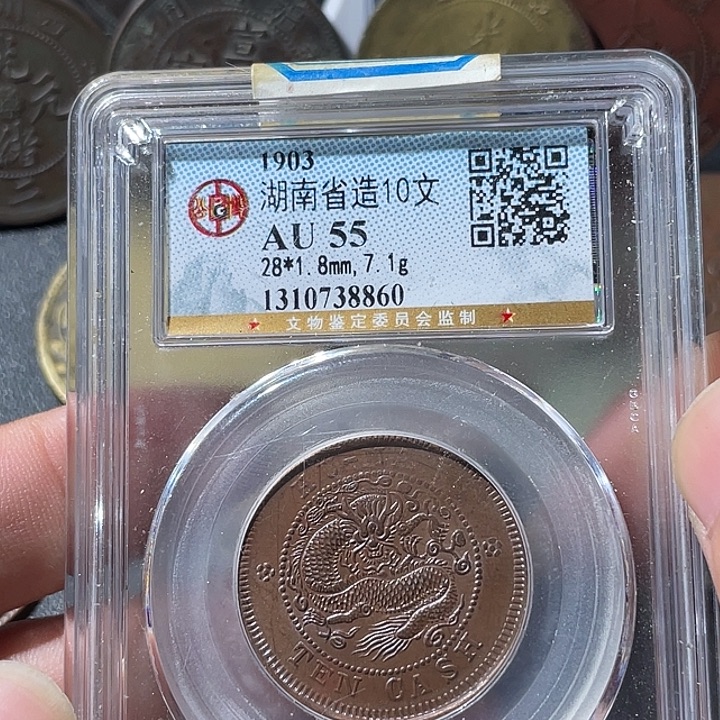 1903
湖南省造10文
AU 55
28*1.8mm,7.1g
1310738860
文物鉴定委员会监制
TEN CASH